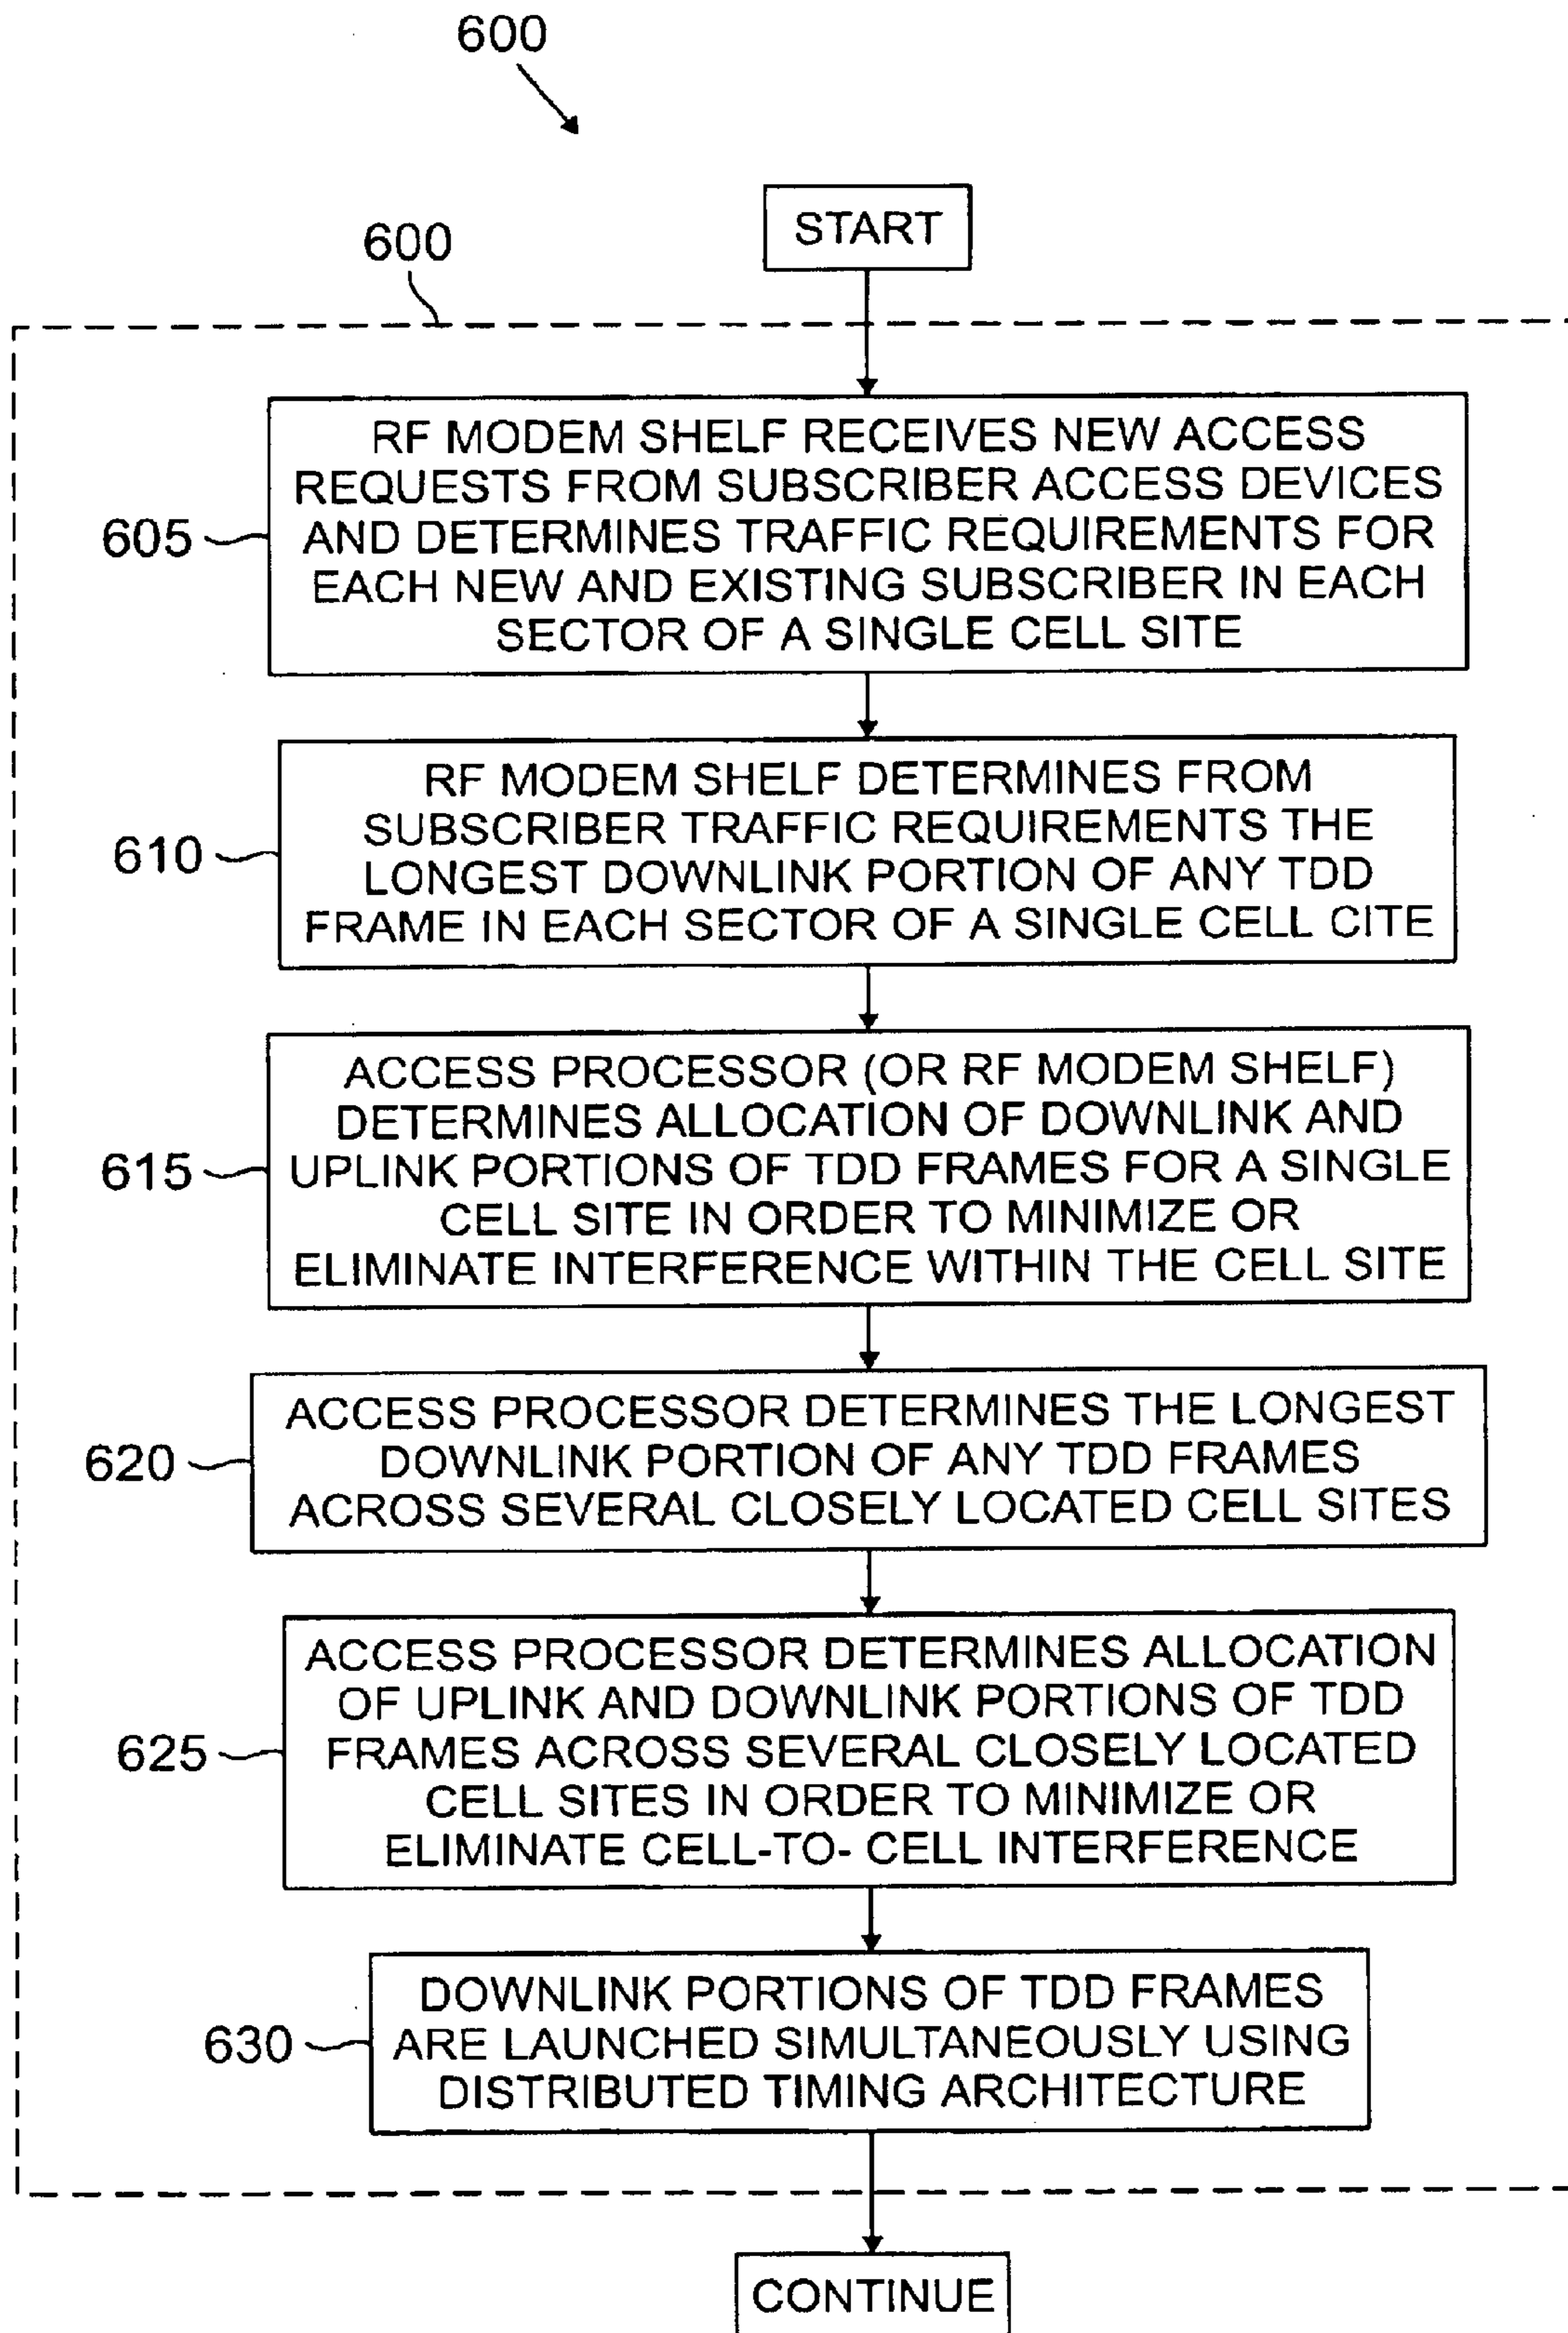 600
START
600
605
RF MODEM SHELF RECEIVES NEW ACCESS
REQUESTS FROM SUBSCRIBER ACCESS DEVICES
AND DETERMINES TRAFFIC REQUIREMENTS FOR
EACH NEW AND EXISTING SUBSCRIBER IN EACH
SECTOR OF A SINGLE CELL SITE
610
RF MODEM SHELF DETERMINES FROM
SUBSCRIBER TRAFFIC REQUIREMENTS THE
LONGEST DOWNLINK PORTION OF ANY TDD
FRAME IN EACH SECTOR OF A SINGLE CELL CITE
615
ACCESS PROCESSOR (OR RF MODEM SHELF)
DETERMINES ALLOCATION OF DOWNLINK AND
UPLINK PORTIONS OF TDD FRAMES FOR A SINGLE
CELL SITE IN ORDER TO MINIMIZE OR
ELIMINATE INTERFERENCE WITHIN THE CELL SITE
620
ACCESS PROCESSOR DETERMINES THE LONGEST
DOWNLINK PORTION OF ANY TDD FRAMES
ACROSS SEVERAL CLOSELY LOCATED CELL SITES
625
ACCESS PROCESSOR DETERMINES ALLOCATION
OF UPLINK AND DOWNLINK PORTIONS OF TDD
FRAMES ACROSS SEVERAL CLOSELY LOCATED
CELL SITES IN ORDER TO MINIMIZE OR
ELIMINATE CELL-TO- CELL INTERFERENCE
630
DOWNLINK PORTIONS OF TDD FRAMES
ARE LAUNCHED SIMULTANEOUSLY USING
DISTRIBUTED TIMING ARCHITECTURE
CONTINUE